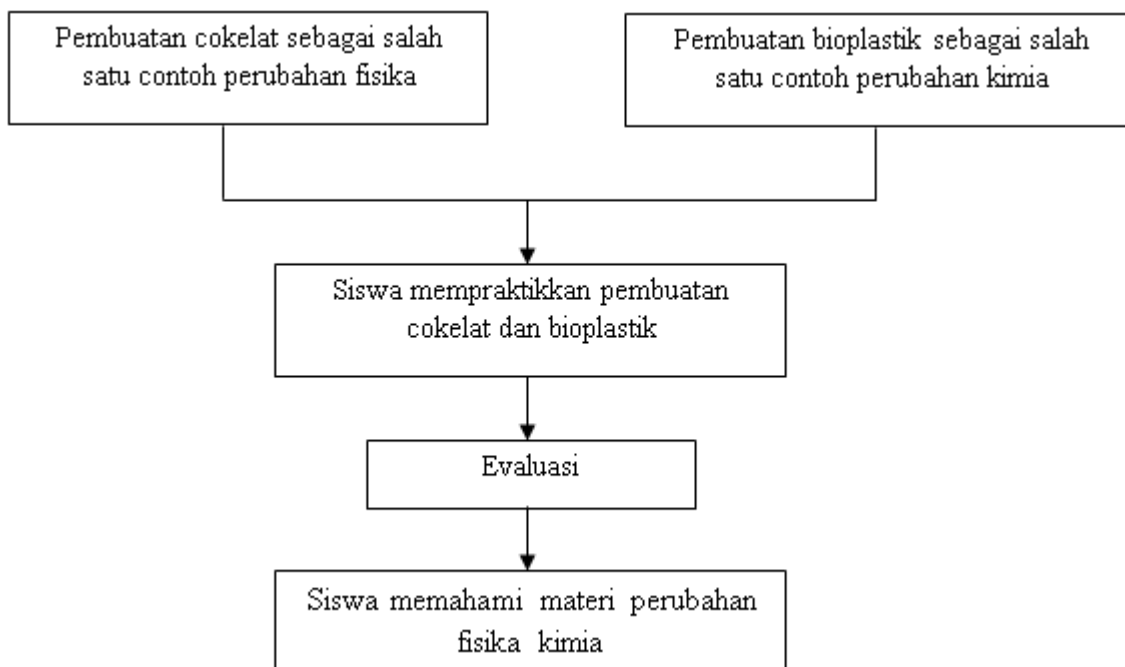 Pembuatan cokelat sebagai salah
satu contoh perubahan fisika
Pembuatan bioplastik sebagai salah
satu contoh perubahan kimia
Siswa mempraktikkan pembuatan
cokelat dan bioplastik
Evaluasi
Siswa memahami materi perubahan
fisika kimia